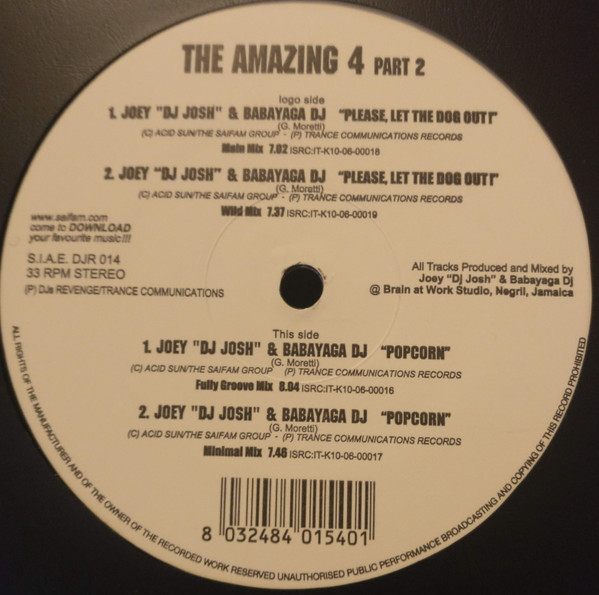 THE AMAZING 4 PART 2
logo side
1. JOEY "DJ JOSH" & BABAYAGA DJ "PLEASE, LET THE DOG OUT!"
(G. Moretti)
(C) ACID SUN/THE SAIFAM GROUP - (P) TRANCE COMMUNICATIONS RECORDS
Main Mix 7.02 ISRC:IT-K10-06-00018
2. JOEY "DJ JOSH" & BABAYAGA DJ "PLEASE, LET THE DOG OUT!"
(G. Moretti)
(C) ACID SUN/THE SAIFAM GROUP - (P) TRANCE COMMUNICATIONS RECORDS
Wild Mix 7.37 ISRC:IT-K10-06-00019
www.saifam.com
come to DOWNLOAD
your favourite music!!!
S.I.A.E. DJR 014
33 RPM STEREO
(P) DJs REVENGE/TRANCE COMMUNICATIONS
All Tracks Produced and Mixed by
Joey "Dj Josh" & Babayaga Dj
@ Brain at Work Studio, Negril, Jamaica
This side
1. JOEY "DJ JOSH" & BABAYAGA DJ "POPCORN"
(G. Moretti)
(C) ACID SUN/THE SAIFAM GROUP (P) TRANCE COMMUNICATIONS RECORDS
Fully Groove Mix 8.04 ISRC:IT-K10-06-00016
2. JOEY "DJ JOSH" & BABAYAGA DJ "POPCORN"
(G. Moretti)
(C) ACID SUN/THE SAIFAM GROUP - (P) TRANCE COMMUNICATIONS RECORDS
Minimal Mix 7.46 ISRC:IT-K10-06-00017
8 032484 015401
ALL RIGHTS OF THE MANUFACTURER AND OF THE OWNER OF THE RECORDED WORK RESERVED UNAUTHORISED PUBLIC PERFORMANCE BROADCASTING AND COPYING OF THIS RECORD PROHIBITED